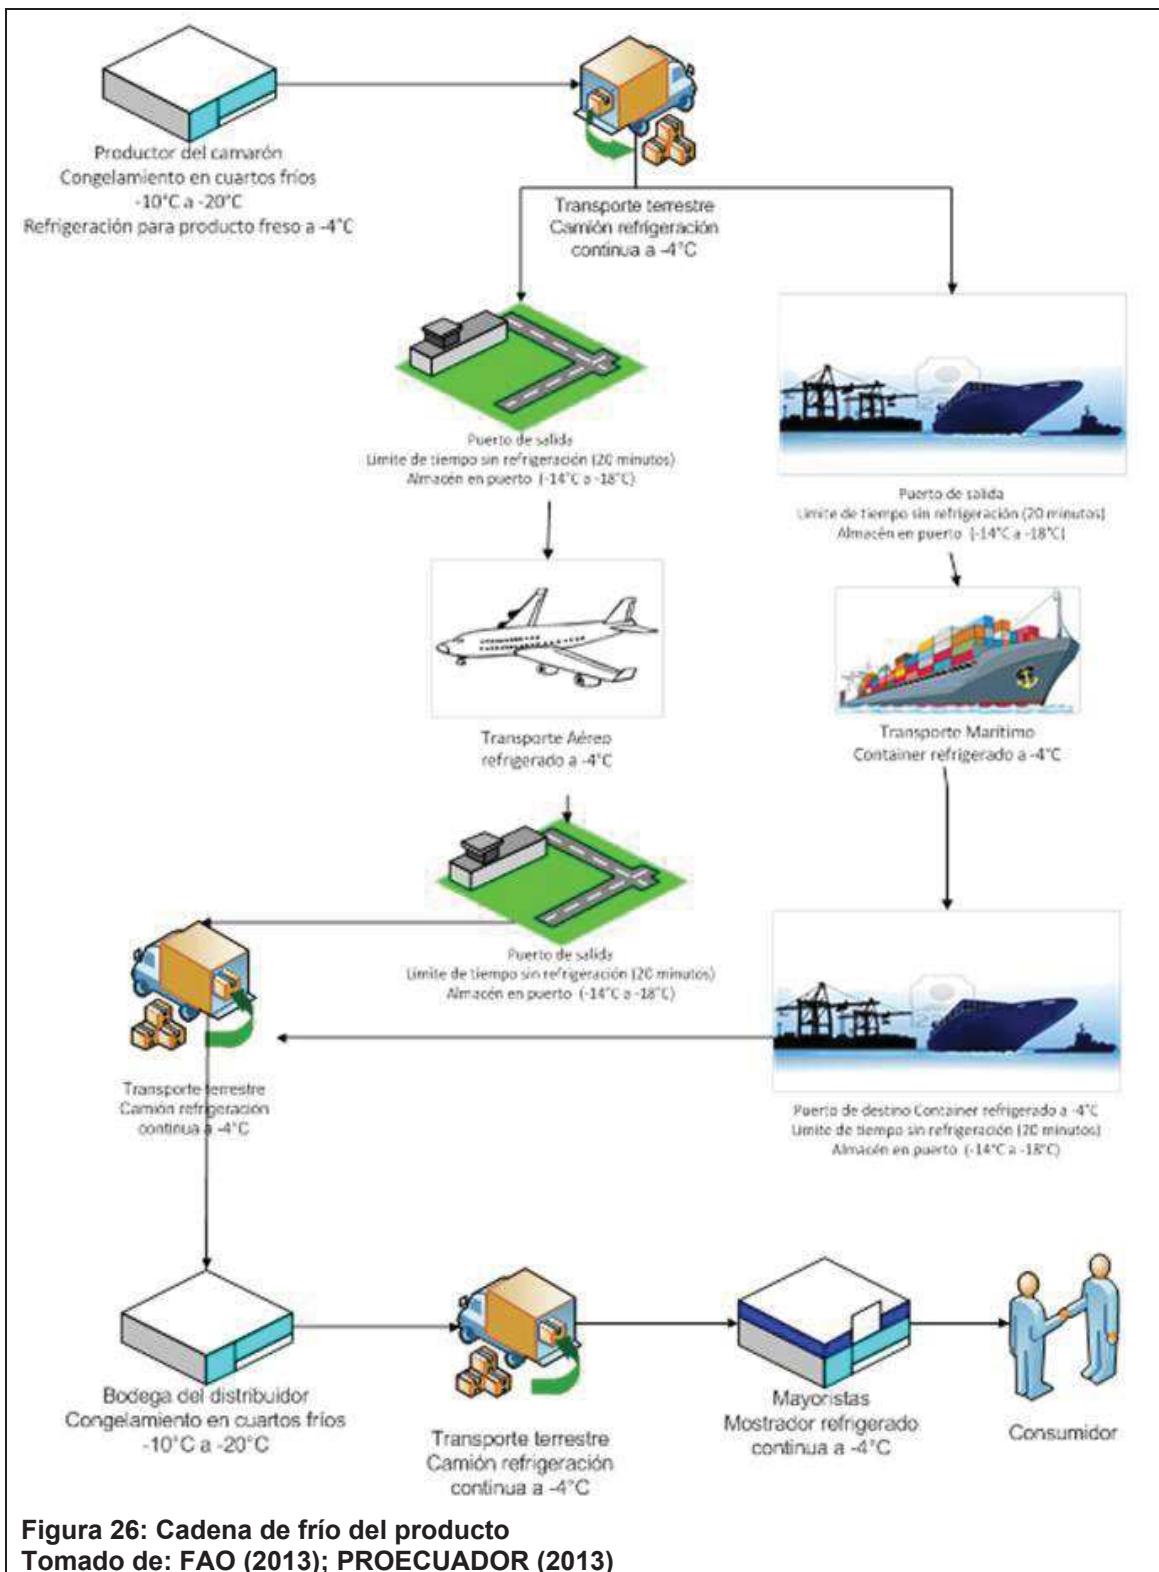 Productor del camarón
Congelamiento en cuartos fríos
-10°C a -20°C
Refrigeración para producto freso a -4°C
Transporte terrestre
Camión refrigeración
continua a -4°C
Puerto de salida
Limite de tiempo sin refrigeración (20 minutos)
Almacén en puerto (-14°C a -18°C)
Puerto de salida
Limite de tiempo sin refrigeración (20 minutos)
Almacén en puerto (-14°C a -18°C)
Transporte Aéreo
refrigerado a -4°C
Transporte Marítimo
Container refrigerado a -4°C
Puerto de salida
Limite de tiempo sin refrigeración (20 minutos)
Almacén en puerto (-14°C a -18°C)
Transporte terrestre
Camión refrigeración
continua a -4°C
Puerto de destino Container refrigerado a -4°C
Limite de tiempo sin refrigeración (20 minutos)
Almacén en puerto (-14°C a -18°C)
Bodega del distribuidor
Congelamiento en cuartos fríos
-10°C a -20°C
Transporte terrestre
Camión refrigeración
continua a -4°C
Mayoristas
Mostrador refrigerado
continua a -4°C
Consumidor
Figura 26: Cadena de frío del producto
Tomado de: FAO (2013); PROECUADOR (2013)